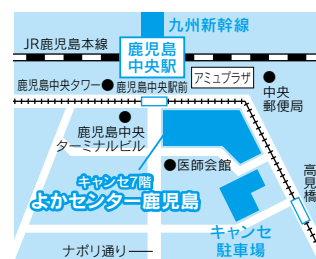 九州新幹線
JR鹿児島本線
鹿児島
中央駅
アミュプラザ
鹿児島中央タワー
鹿児島中央駅前
中央
郵便局
鹿児島中央
ターミナルビル
医師会館
高見橋
キャンセ7階
よかセンター鹿児島
キャンセ
駐車場
ナポリ通り